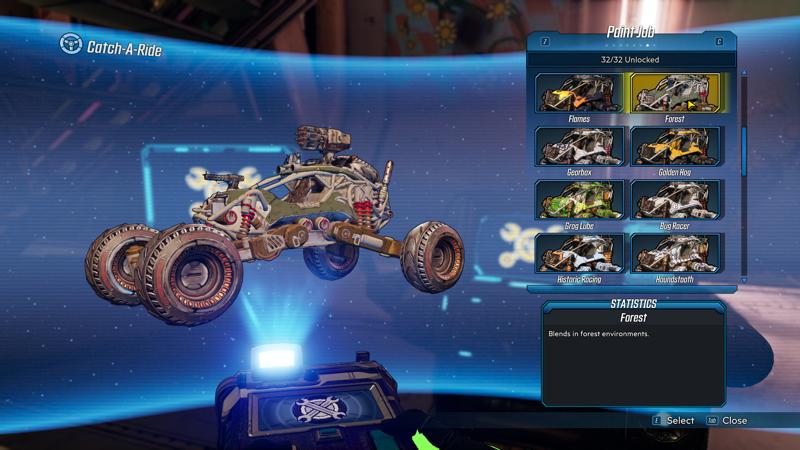 Catch-A-Ride
Paint Job
Z
C
32/32 Unlocked
Flames
Forest
Gearbox
Golden Hog
Grog Lube
Bug Racer
Historic Racing
Houndstooth
STATISTICS
Forest
Blends in forest environments.
E Select
Tab Close